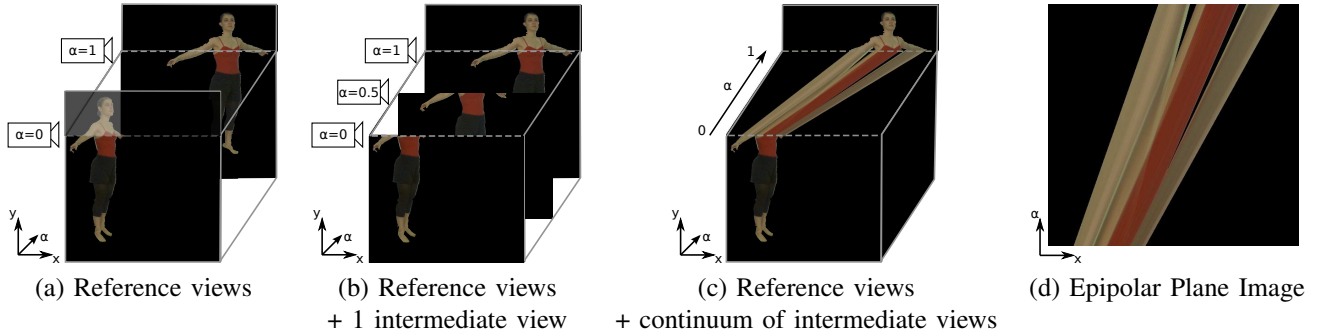 α=1
α=0
y
α
x
(a) Reference views
α=1
α=0.5
α=0
y
α
x
(b) Reference views
+ 1 intermediate view
1
α
0
y
α
x
(c) Reference views
+ continuum of intermediate views
α
x
(d) Epipolar Plane Image